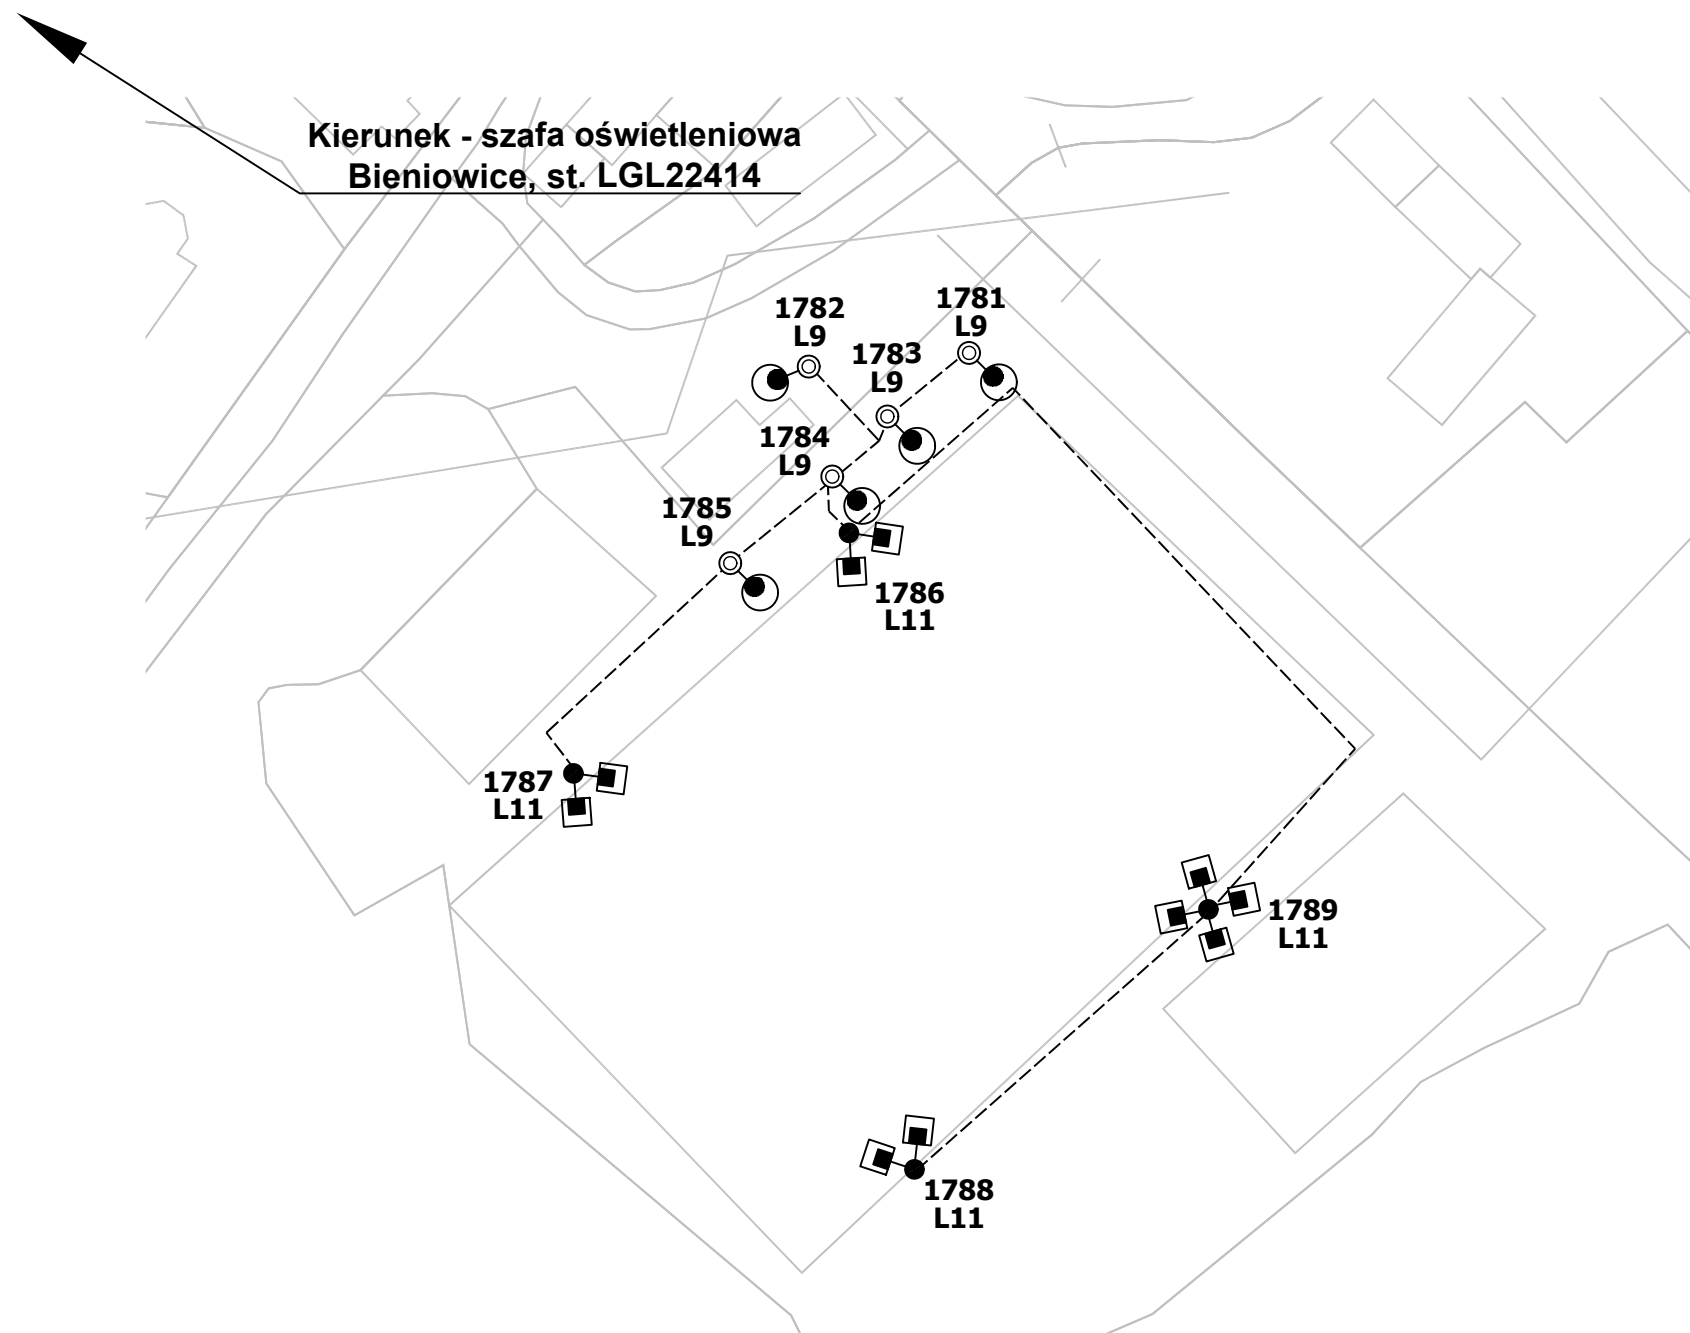 Kierunek - szafa oświetleniowa
Bieniowice, st. LGL22414
1781
L9
1782
L9
1783
L9
1784
L9
1785
L9
1786
L11
1787
L11
1789
L11
1788
L11